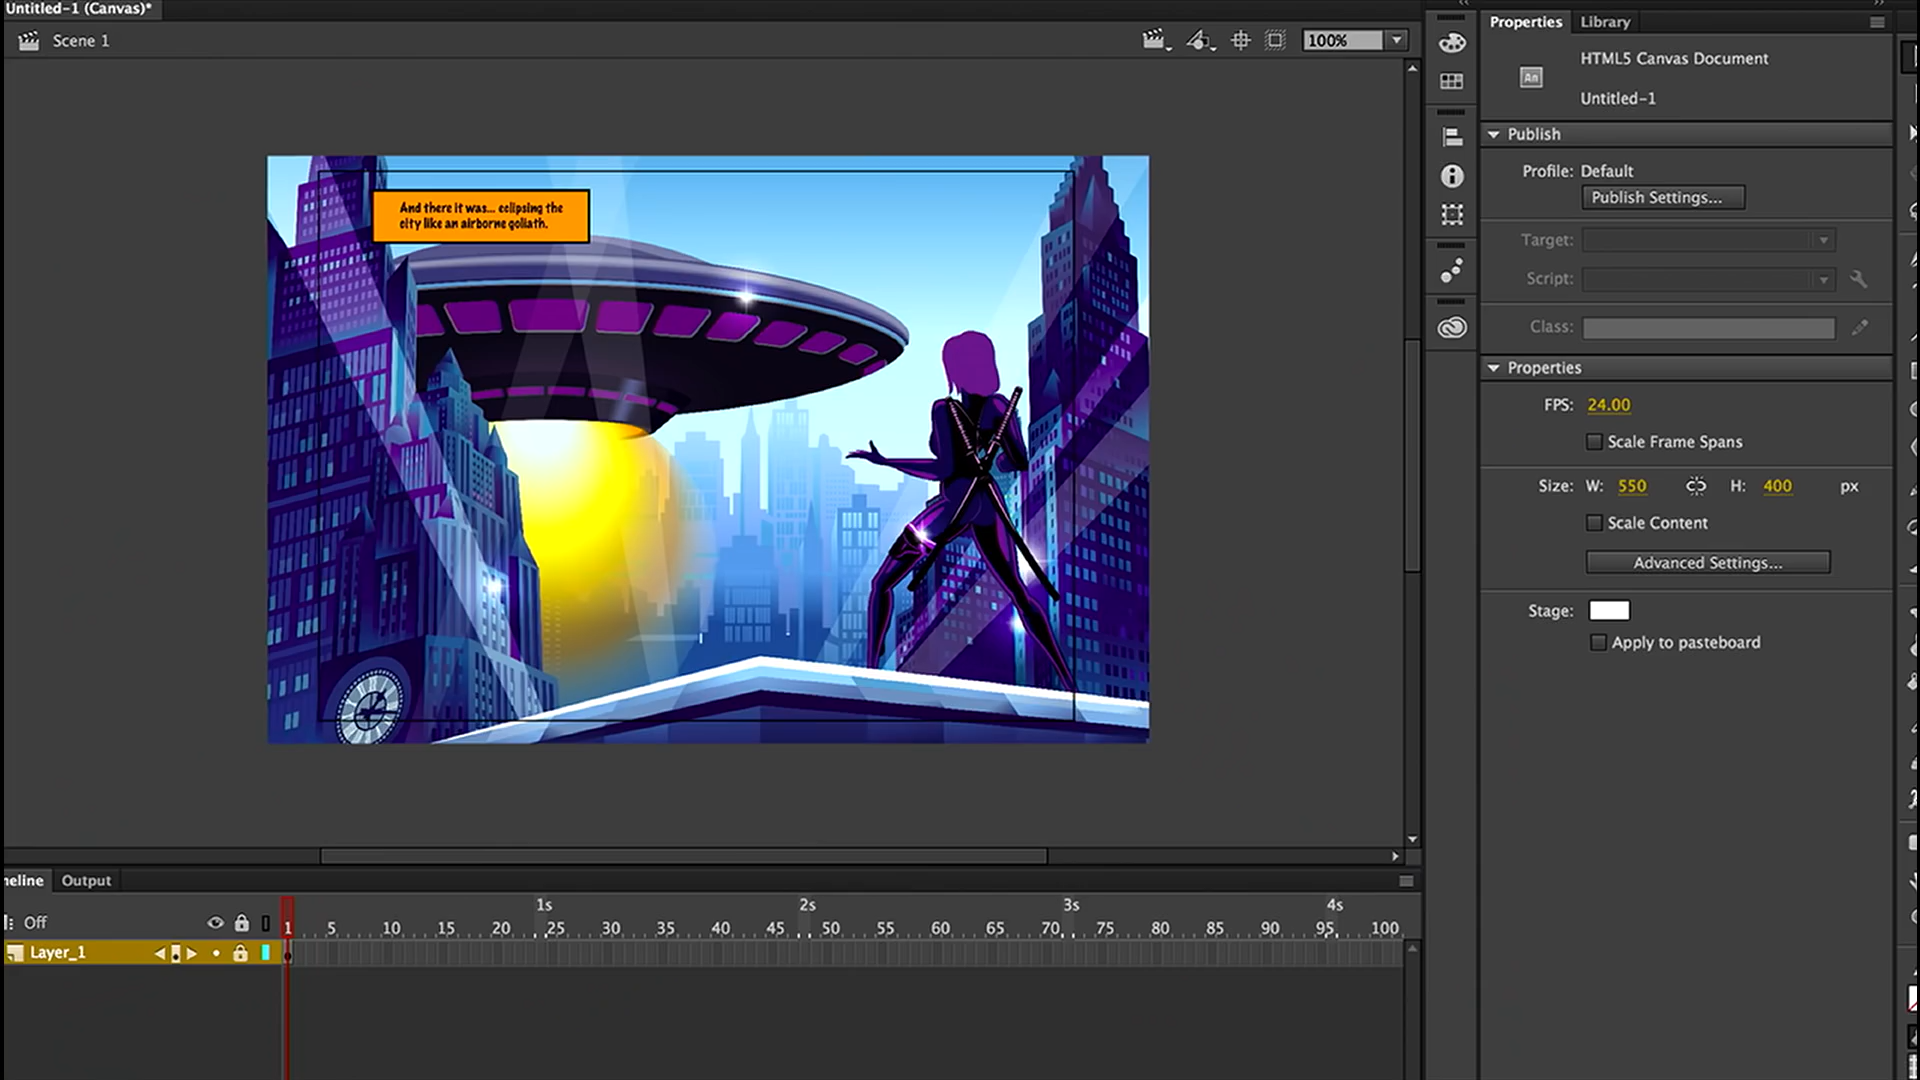 Untitled-1 (Canvas)*
Scene 1
100%
And there it was... eclipsing the
city like an airborne goliath.
Properties
Library
An
HTML5 Canvas Document
Untitled-1
Publish
Profile: Default
Publish Settings...
Target:
Script:
Class:
Properties
FPS: 24.00
Scale Frame Spans
Size: W: 550 H: 400 px
Scale Content
Advanced Settings...
Stage:
Apply to pasteboard
meline
Output
1s 2s 3s 4s
Off
1 5 10 15 20 25 30 35 40 45 50 55 60 65 70 75 80 85 90 95 100
Layer_1